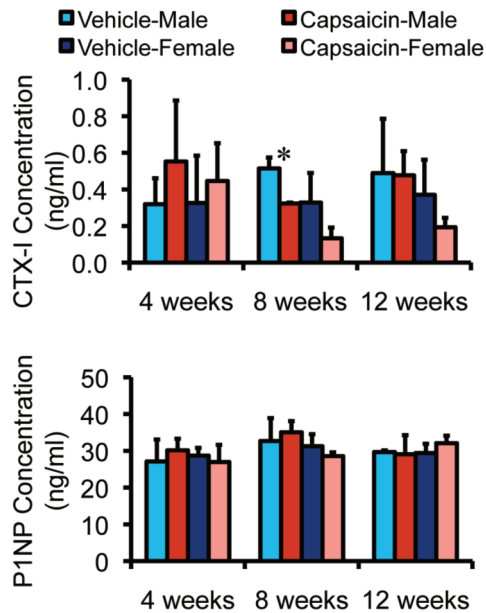 Vehicle-Male Capsaicin-Male
Vehicle-Female Capsaicin-Female
CTX-I Concentration
(ng/ml)
1.0
0.8
0.6
0.4
0.2
0.0
*
4 weeks 8 weeks 12 weeks
P1NP Concentration
(ng/ml)
50
40
30
20
10
0
4 weeks 8 weeks 12 weeks